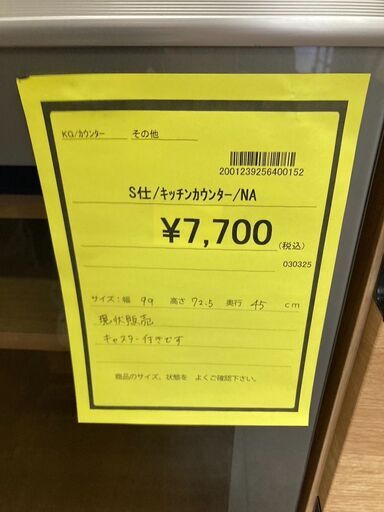 KG/カウンター その他
2001239256400152
S仕/キッチンカウンター/NA
¥7,700
(税込)
030325
サイズ:幅 99 高さ 72.5 奥行 45 cm
現状販売
キャスター付きです
商品のサイズ、状態を よくご確認下さい。